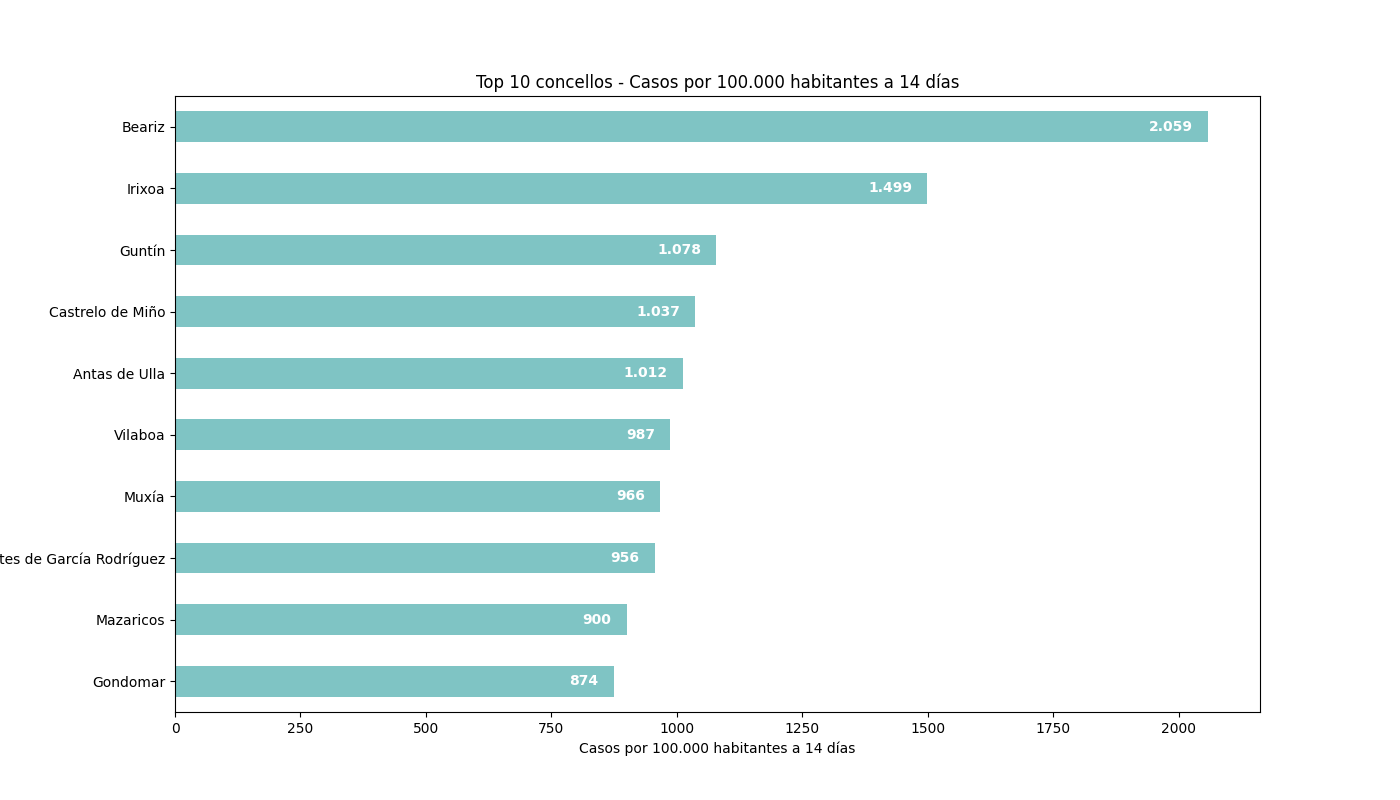 Top 10 concellos - Casos por 100.000 habitantes a 14 días
Beariz 2.059
Irixoa 1.499
Guntín 1.078
Castrelo de Miño 1.037
Antas de Ulla 1.012
Vilaboa 987
Muxía 966
tes de García Rodríguez 956
Mazaricos 900
Gondomar 874
0 250 500 750 1000 1250 1500 1750 2000
Casos por 100.000 habitantes a 14 días